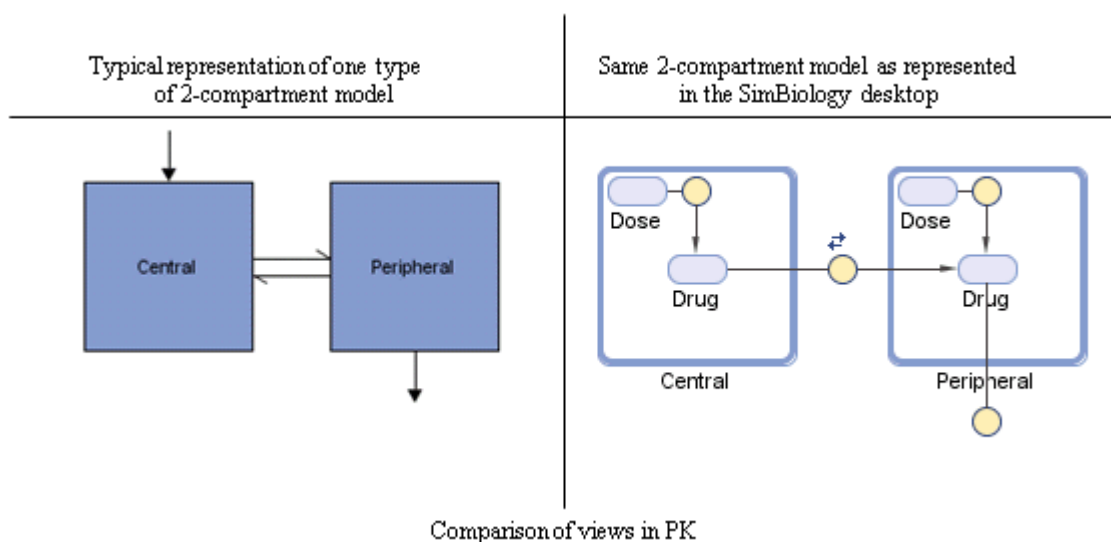 Typical representation of one type
of 2-compartment model
Same 2-compartment model as represented
in the SimBiology desktop
Central
Peripheral
Dose
Drug
Central
Dose
Drug
Peripheral
Comparison of views in PK